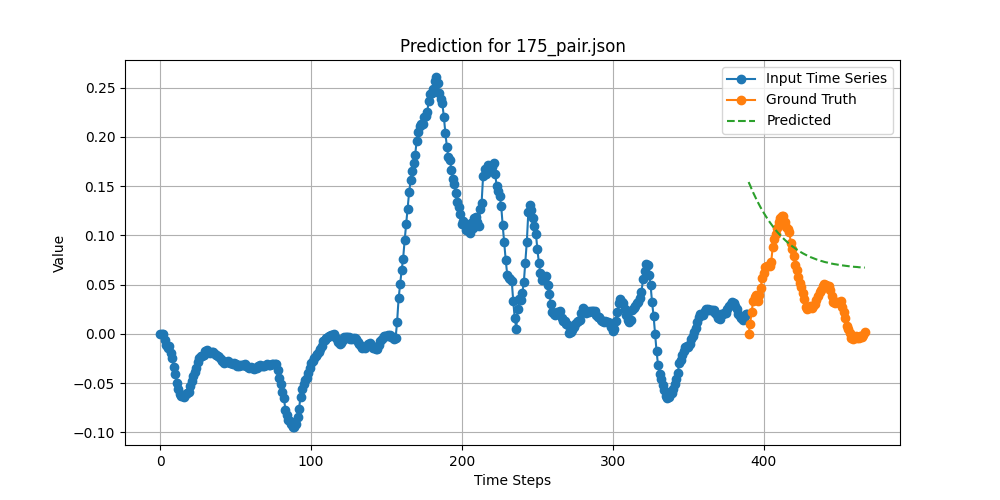 Prediction for 175_pair.json
Input Time Series
Ground Truth
Predicted
Value
0.25
0.20
0.15
0.10
0.05
0.00
−0.05
−0.10
0
100
200
300
400
Time Steps